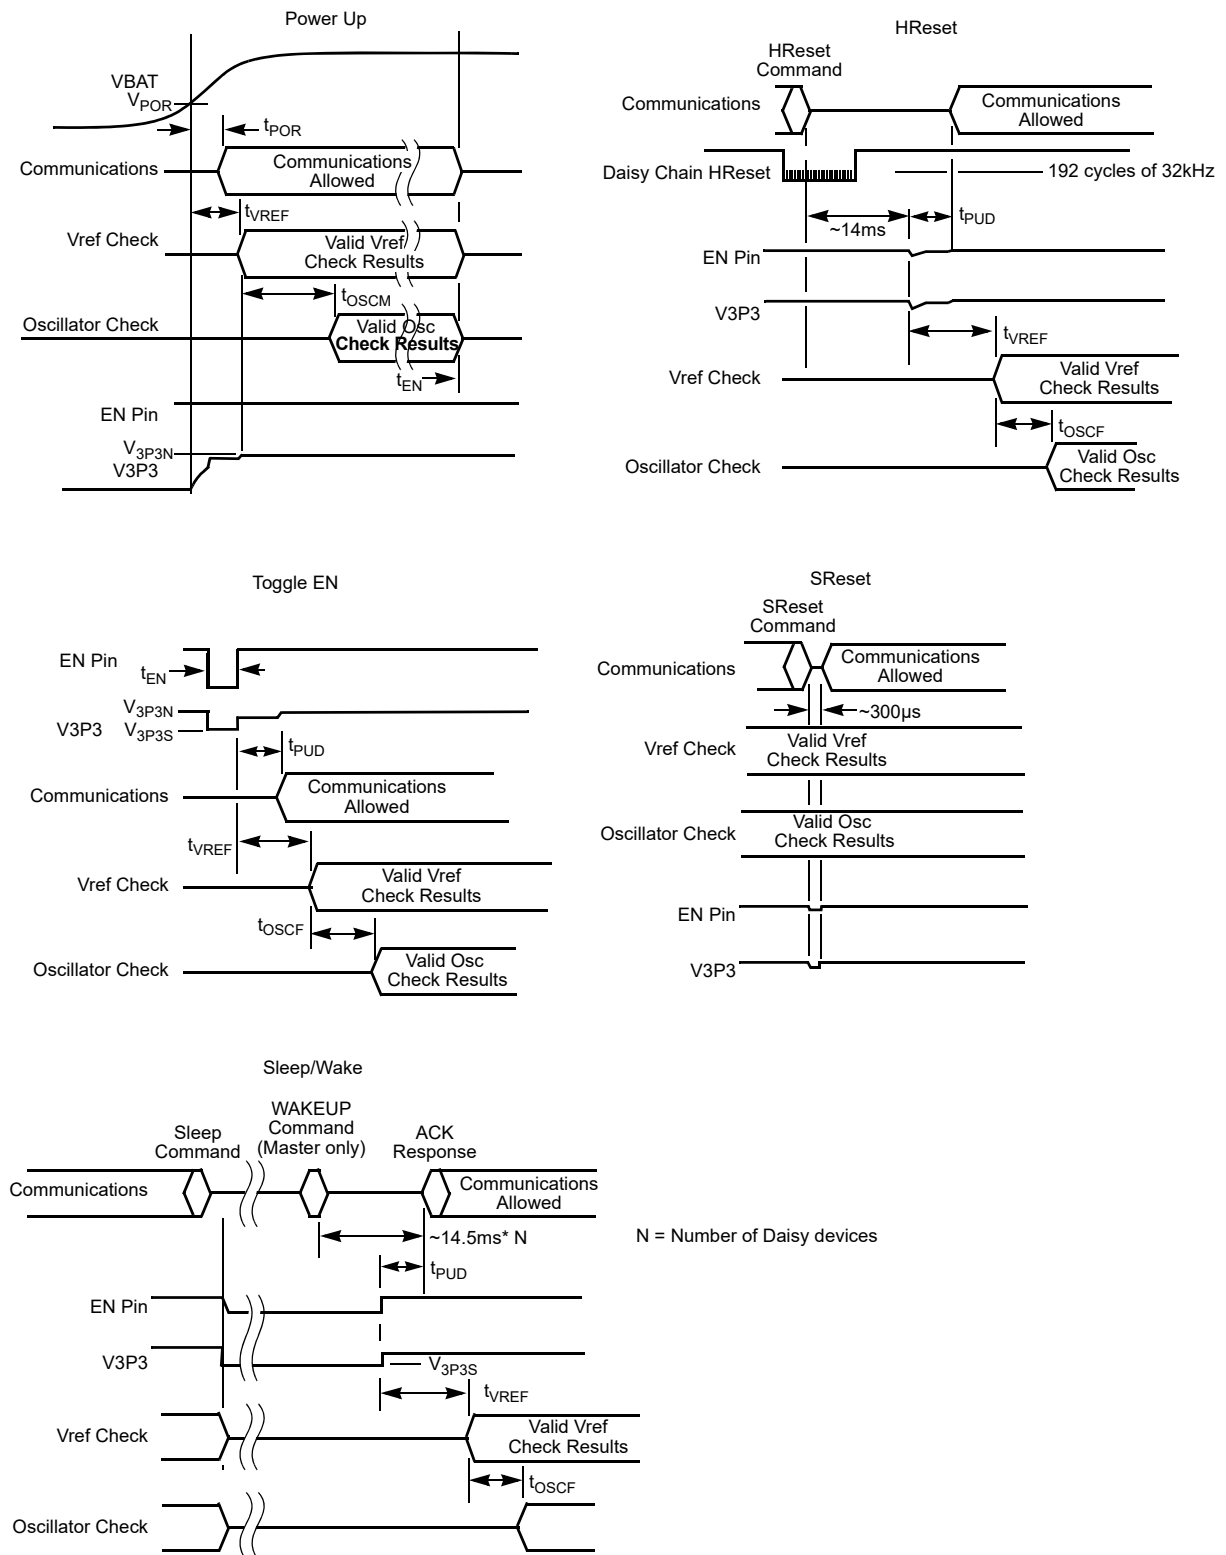 Power Up
VBAT
VPOR
tPOR
Communications
Communications
Allowed
tVREF
Vref Check
Valid Vref
Check Results
tOSCM
Oscillator Check
Valid Osc
Check Results
tEN
EN Pin
V3P3N
V3P3
HReset
HReset
Command
Communications
Communications
Allowed
Daisy Chain HReset
192 cycles of 32kHz
~14ms
tPUD
EN Pin
V3P3
tVREF
Vref Check
Valid Vref
Check Results
tOSCF
Oscillator Check
Valid Osc
Check Results
Toggle EN
EN Pin
tEN
V3P3N
V3P3
V3P3S
tPUD
Communications
Communications
Allowed
tVREF
Vref Check
Valid Vref
Check Results
tOSCF
Oscillator Check
Valid Osc
Check Results
SReset
SReset
Command
Communications
Communications
Allowed
~300µs
Vref Check
Valid Vref
Check Results
Oscillator Check
Valid Osc
Check Results
EN Pin
V3P3
Sleep/Wake
Sleep
Command
WAKEUP
Command
(Master only)
ACK
Response
Communications
Communications
Allowed
~14.5ms* N
N = Number of Daisy devices
tPUD
EN Pin
V3P3
V3P3S
tVREF
Vref Check
Valid Vref
Check Results
tOSCF
Oscillator Check